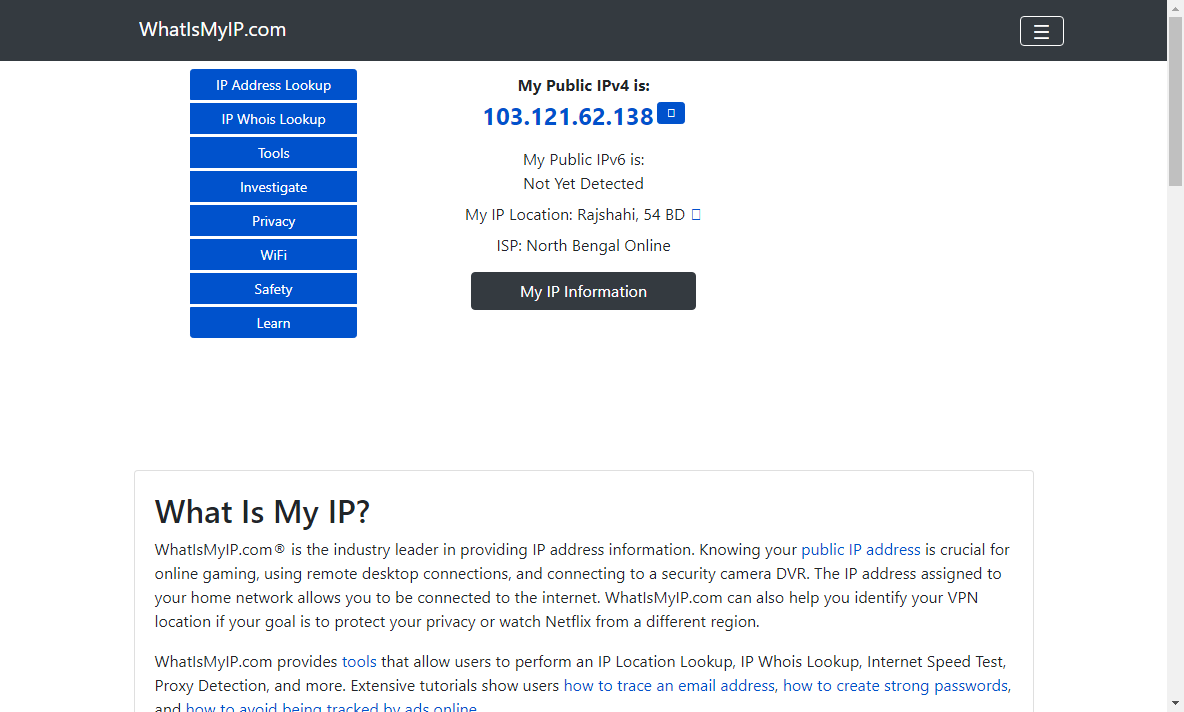 WhatIsMyIP.com
IP Address Lookup
IP Whois Lookup
Tools
Investigate
Privacy
WiFi
Safety
Learn
My Public IPv4 is:
103.121.62.138
My Public IPv6 is:
Not Yet Detected
My IP Location: Rajshahi, 54 BD
ISP: North Bengal Online
My IP Information
What Is My IP?
WhatIsMyIP.com® is the industry leader in providing IP address information. Knowing your public IP address is crucial for
online gaming, using remote desktop connections, and connecting to a security camera DVR. The IP address assigned to
your home network allows you to be connected to the internet. WhatIsMyIP.com can also help you identify your VPN
location if your goal is to protect your privacy or watch Netflix from a different region.
WhatIsMyIP.com provides tools that allow users to perform an IP Location Lookup, IP Whois Lookup, Internet Speed Test,
Proxy Detection, and more. Extensive tutorials show users how to trace an email address, how to create strong passwords,
and how to avoid being tracked by ads online.